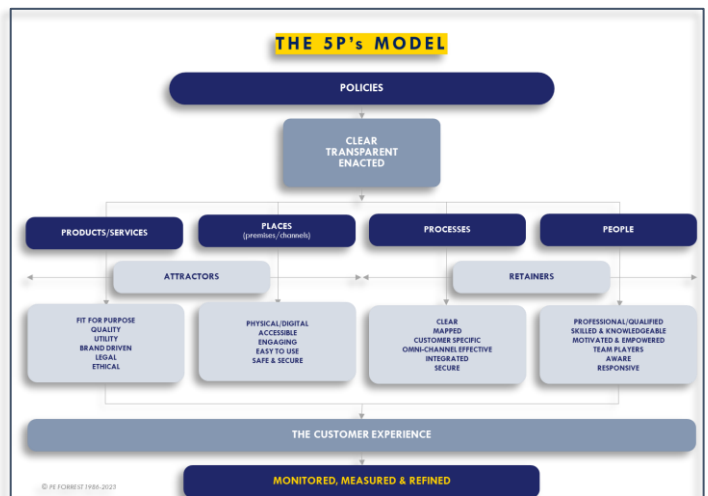 THE 5P's MODEL
POLICIES
CLEAR
TRANSPARENT
ENACTED
PRODUCTS/SERVICES
PLACES
(premises/channels)
PROCESSES
PEOPLE
ATTRACTORS
RETAINERS
FIT FOR PURPOSE
QUALITY
UTILITY
BRAND DRIVEN
LEGAL
ETHICAL
PHYSICAL/DIGITAL
ACCESSIBLE
ENGAGING
EASY TO USE
SAFE & SECURE
CLEAR
MAPPED
CUSTOMER SPECIFIC
OMNI-CHANNEL EFFECTIVE
INTEGRATED
SECURE
PROFESSIONAL/QUALIFIED
SKILLED & KNOWLEDGEABLE
MOTIVATED & EMPOWERED
TEAM PLAYERS
AWARE
RESPONSIVE
THE CUSTOMER EXPERIENCE
MONITORED, MEASURED & REFINED
© PE FORREST 1986-2025